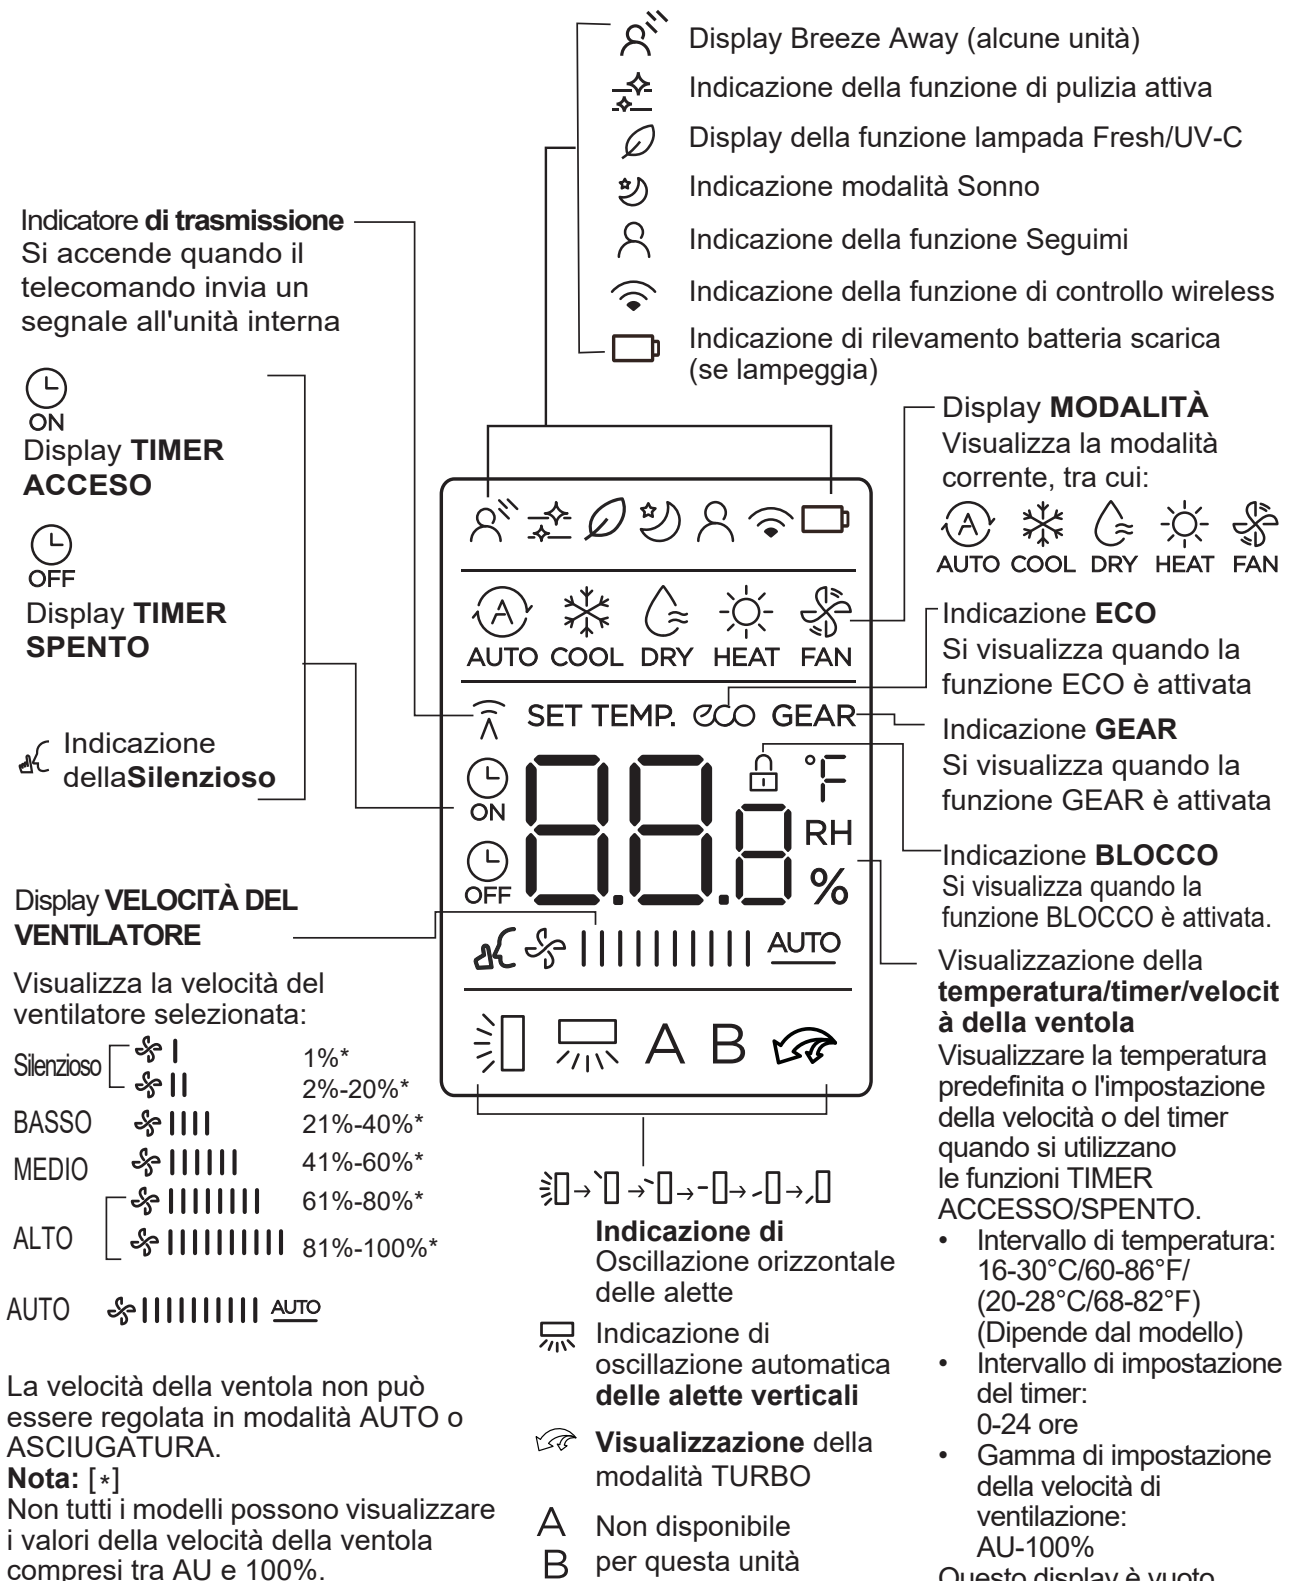 Display Breeze Away (alcune unità)
Indicazione della funzione di pulizia attiva
Display della funzione lampada Fresh/UV-C
Indicazione modalità Sonno
Indicazione della funzione Seguimi
Indicazione della funzione di controllo wireless
Indicazione di rilevamento batteria scarica
(se lampeggia)
Indicatore di trasmissione
Si accende quando il
telecomando invia un
segnale all'unità interna
ON
Display TIMER
ACCESO
OFF
Display TIMER
SPENTO
Indicazione
dellaSilenzioso
Display VELOCITÀ DEL
VENTILATORE
Visualizza la velocità del
ventilatore selezionata:
Silenzioso
1%*
2%-20%*
BASSO 21%-40%*
MEDIO 41%-60%*
61%-80%*
ALTO
81%-100%*
AUTO AUTO
La velocità della ventola non può
essere regolata in modalità AUTO o
ASCIUGATURA.
Nota: [*]
Non tutti i modelli possono visualizzare
i valori della velocità della ventola
compresi tra AU e 100%.
AUTO COOL DRY HEAT FAN
SET TEMP. eco GEAR
ON
88.8
°F
RH
OFF
%
AUTO
A B
Indicazione di
Oscillazione orizzontale
delle alette
Indicazione di
oscillazione automatica
delle alette verticali
Visualizzazione della
modalità TURBO
A Non disponibile
B per questa unità
Display MODALITÀ
Visualizza la modalità
corrente, tra cui:
A
AUTO COOL DRY HEAT FAN
Indicazione ECO
Si visualizza quando la
funzione ECO è attivata
Indicazione GEAR
Si visualizza quando la
funzione GEAR è attivata
Indicazione BLOCCO
Si visualizza quando la
funzione BLOCCO è attivata.
Visualizzazione della
temperatura/timer/velocit
à della ventola
Visualizzare la temperatura
predefinita o l'impostazione
della velocità o del timer
quando si utilizzano
le funzioni TIMER
ACCESSO/SPENTO.
• Intervallo di temperatura:
16-30°C/60-86°F/
(20-28°C/68-82°F)
(Dipende dal modello)
• Intervallo di impostazione
del timer:
0-24 ore
• Gamma di impostazione
della velocità di
ventilazione:
AU-100%
Questo display è vuoto